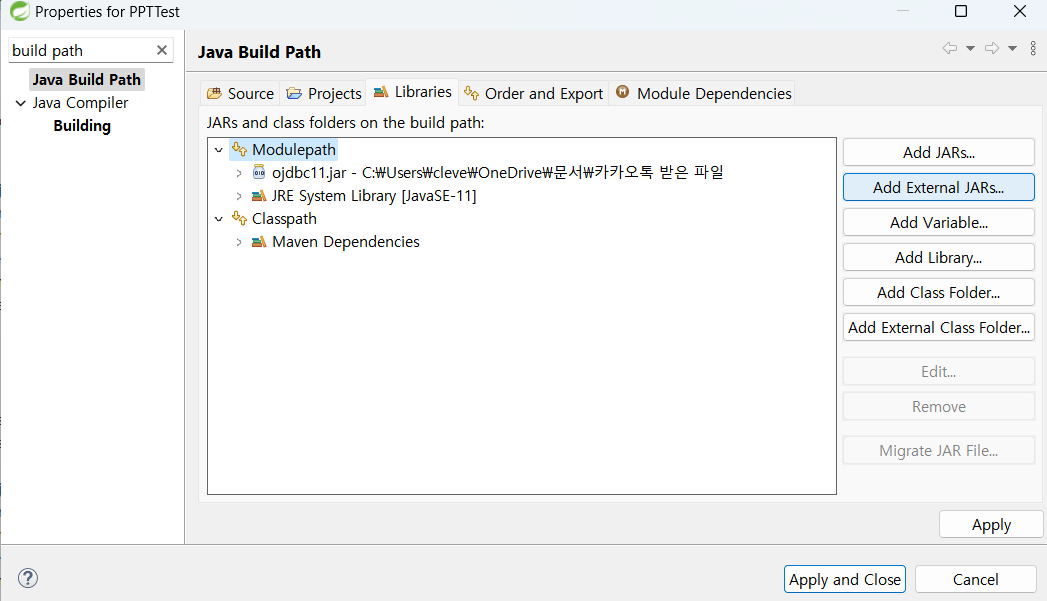 Properties for PPTTest
build path
Java Build Path
Java Compiler
Building
Java Build Path
Source
Projects
Libraries
Order and Export
Module Dependencies
JARs and class folders on the build path:
Modulepath
ojdbc11.jar - C:₩Users₩cleve₩OneDrive₩문서₩카카오톡 받은 파일
JRE System Library [JavaSE-11]
Classpath
Maven Dependencies
Add JARs...
Add External JARs...
Add Variable...
Add Library...
Add Class Folder...
Add External Class Folder...
Edit...
Remove
Migrate JAR File...
Apply
Apply and Close
Cancel